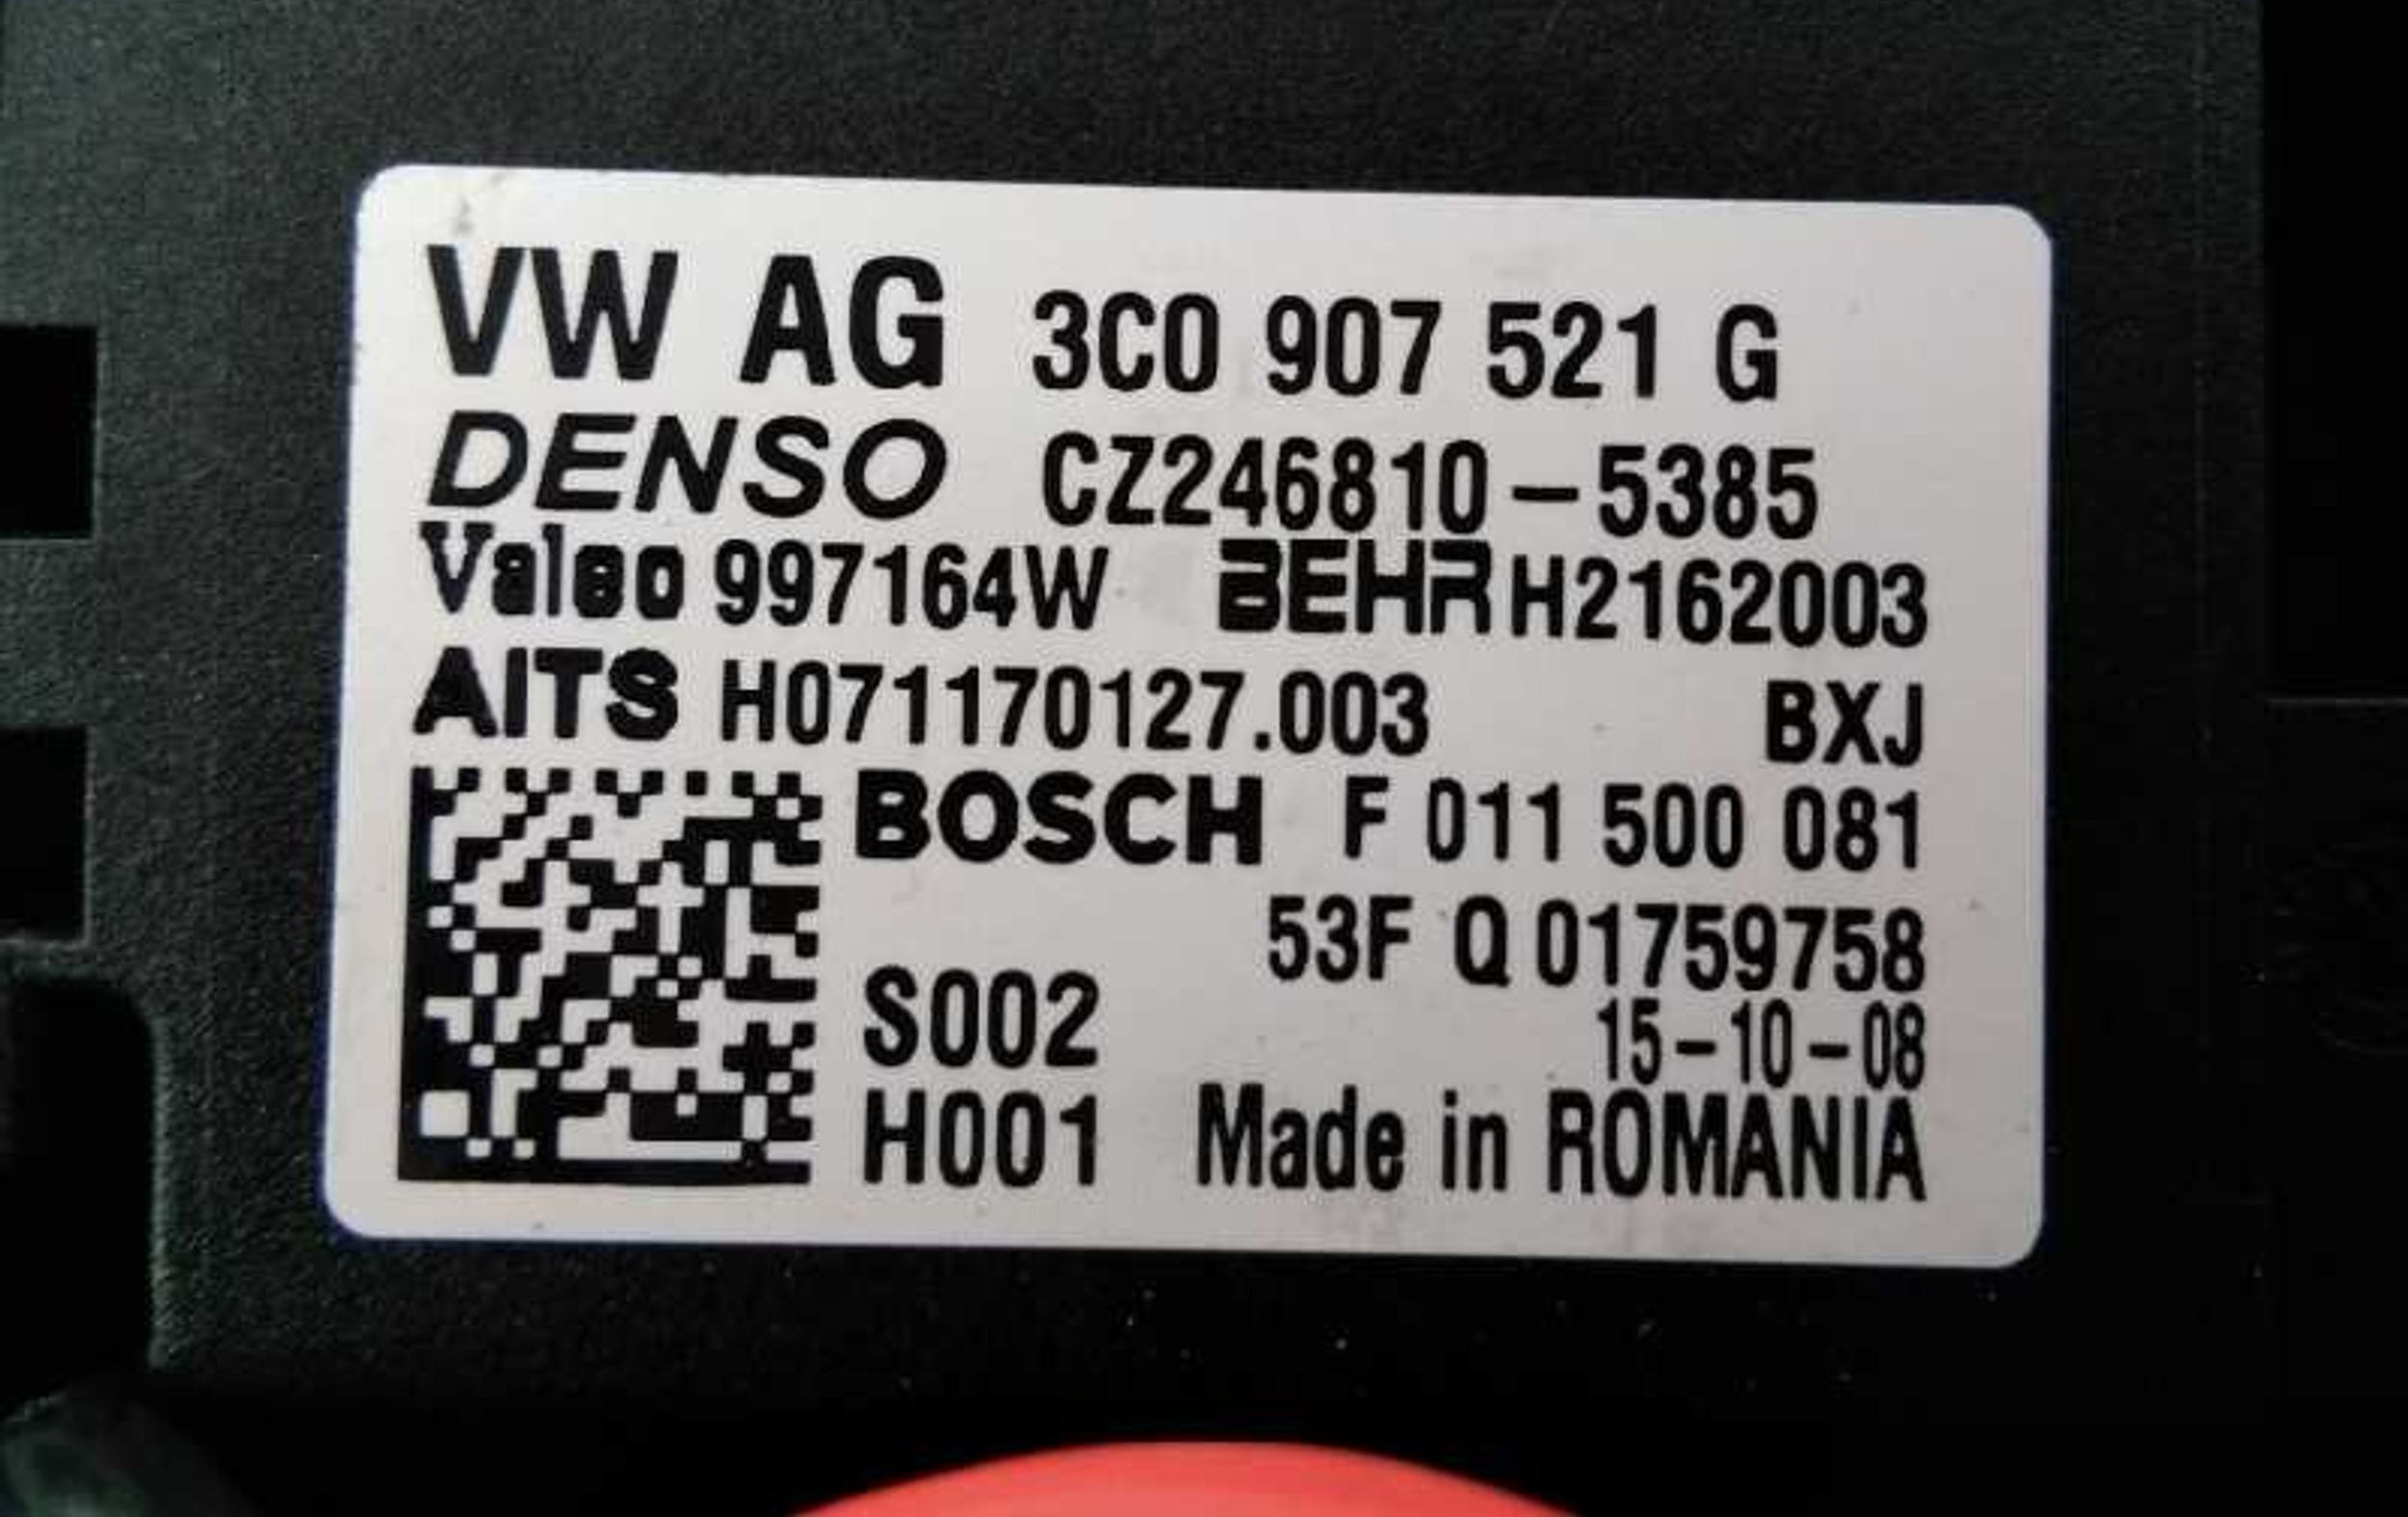 VW AG 3C0 907 521 G
DENSO CZ246810-5385
Valeo 997164W BEHR H2162003
AITS H071170127.003 BXJ
BOSCH F 011 500 081
53F Q 01759758
S002
15-10-08
H001 Made in ROMANIA